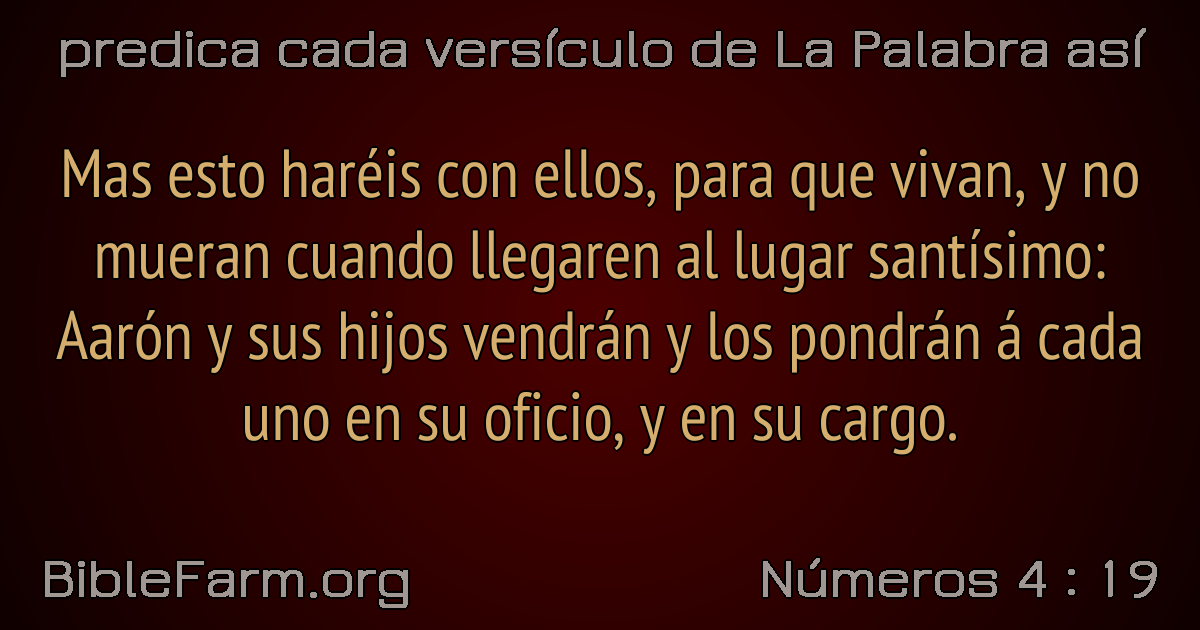 predica cada versículo de La Palabra así
Mas esto haréis con ellos, para que vivan, y no
mueran cuando llegaren al lugar santísimo:
Aarón y sus hijos vendrán y los pondrán á cada
uno en su oficio, y en su cargo.
BibleFarm.org
Números 4 : 19